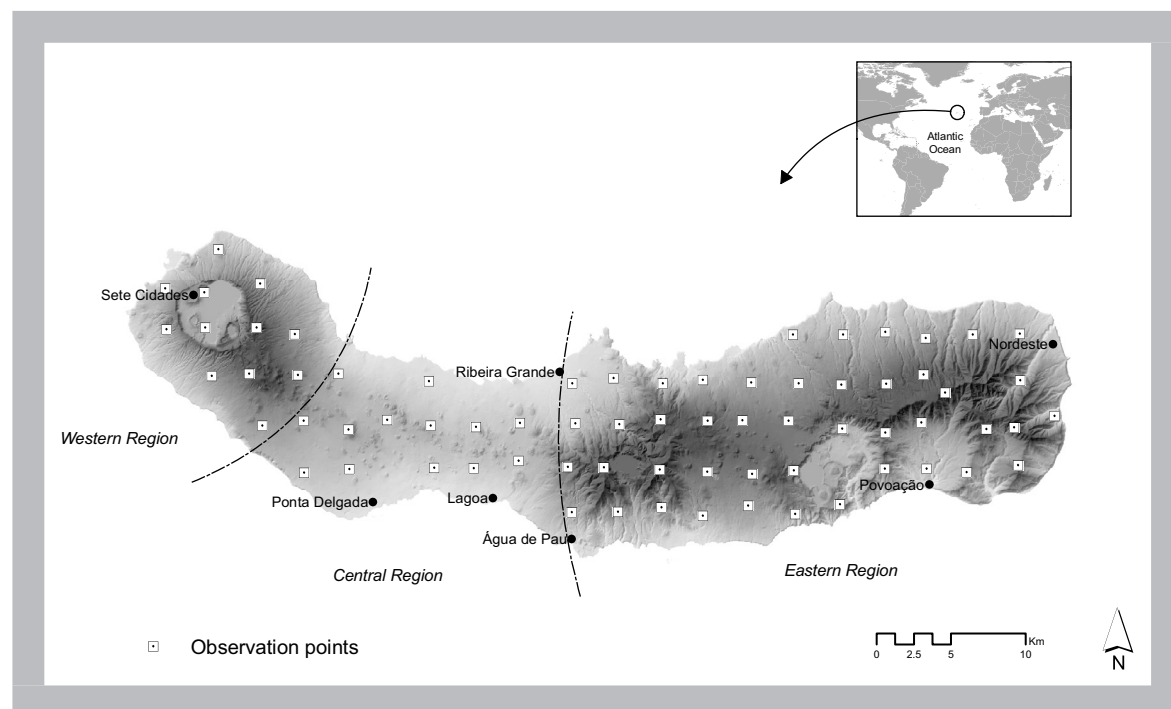 Atlantic
Ocean
Sete Cidades
Ribeira Grande
Nordeste
Western Region
Povoação
Ponta Delgada
Lagoa
Água de Pau
Central Region
Eastern Region
Observation points
Km
0 2.5 5 10
N